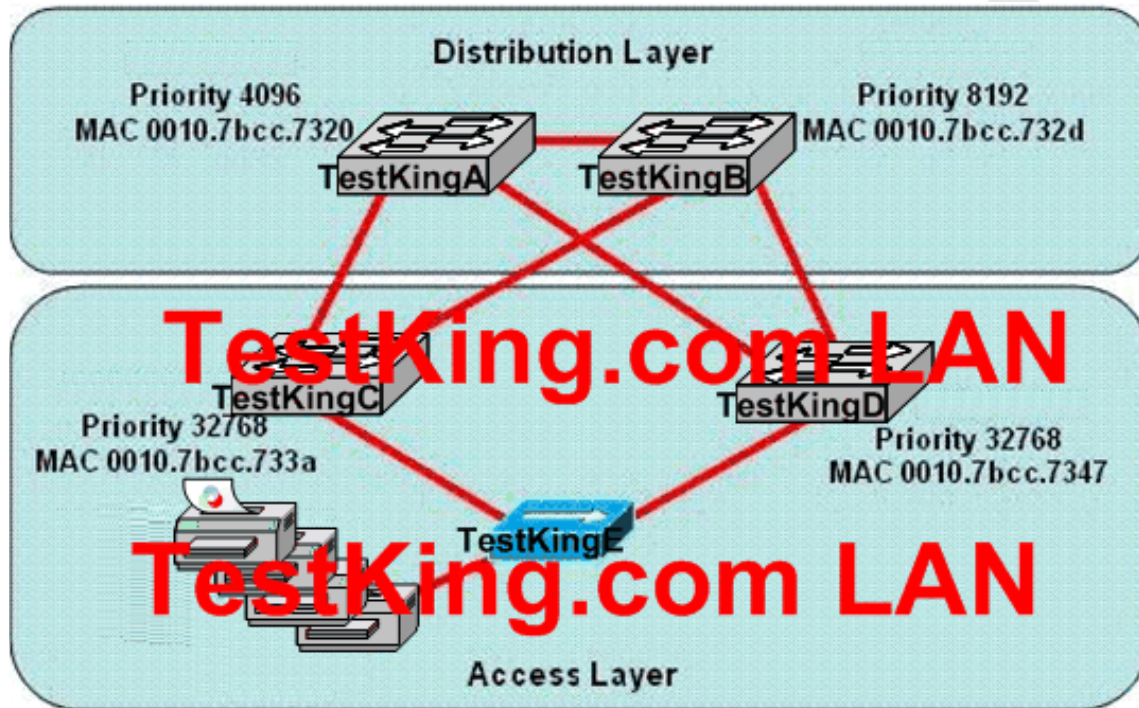 Distribution Layer
Priority 4096
MAC 0010.7bcc.7320
Priority 8192
MAC 0010.7bcc.732d
TestKingA
TestKingB
TestKing.com LAN
TestKingC
TestKingD
Priority 32768
MAC 0010.7bcc.733a
Priority 32768
MAC 0010.7bcc.7347
TestKingE
TestKing.com LAN
Access Layer